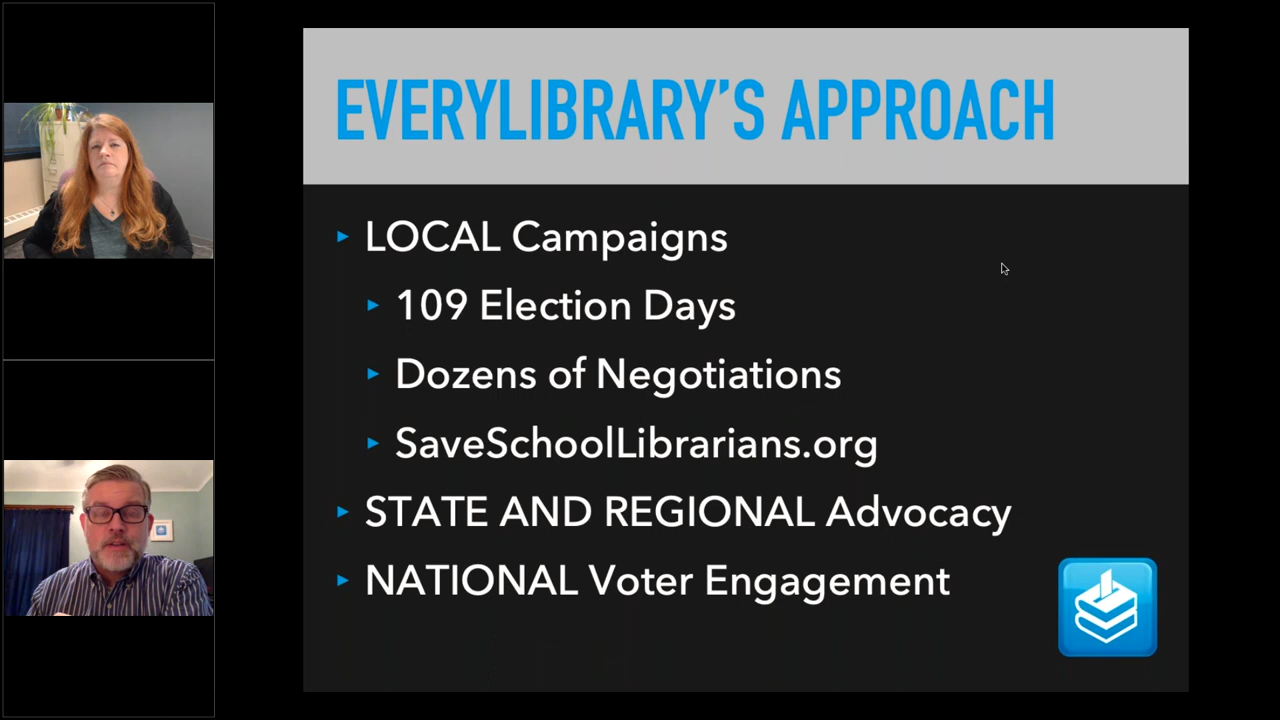 EVERYLIBRARY'S APPROACH
LOCAL Campaigns
109 Election Days
Dozens of Negotiations
SaveSchoolLibrarians.org
STATE AND REGIONAL Advocacy
NATIONAL Voter Engagement